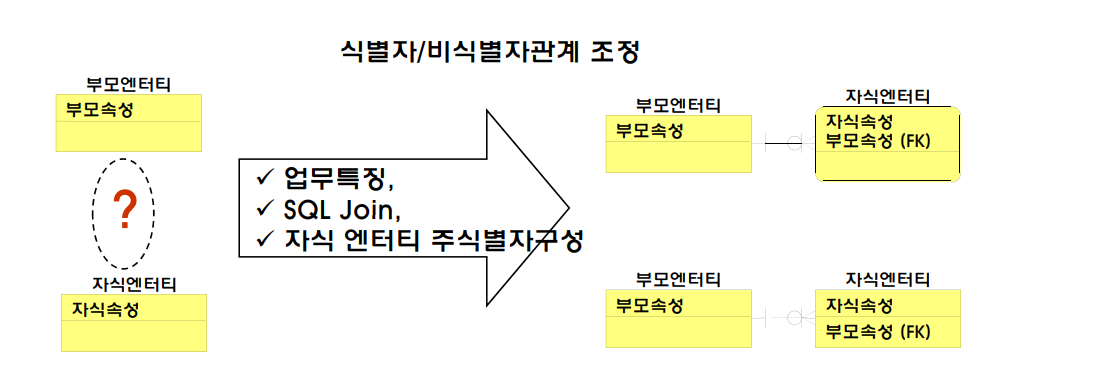 식별자/비식별자관계 조정
부모엔터티
부모속성
?
자식엔터티
자식속성
✓ 업무특징,
✓ SQL Join,
✓ 자식 엔터티 주식별자구성
부모엔터티
부모속성
자식엔터티
자식속성
부모속성 (FK)
부모엔터티
부모속성
자식엔터티
자식속성
부모속성 (FK)